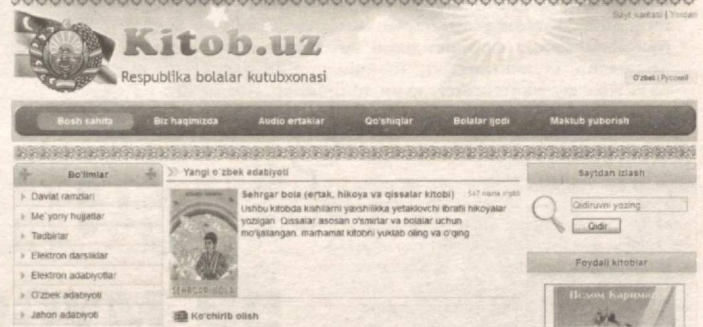 Sayt xaritasi | Yordam
Kitob.uz
Respublika bolalar kutubxonasi
O'zbek | Русский
Bosh sahifa Biz haqimizda Audio ertaklar Qo'shiqlar Bolalar ijodi Maktub yuborish
Bo'limlar
Davlat ramzlari
Me'yoriy hujjatlar
Tadbirlar
Elektron darsliklar
Elektron adabiyotlar
O'zbek adabiyoti
Jahon adabiyoti
Yangi o'zbek adabiyoti
Sehrgar bola (ertak, hikoya va qissalar kitobi)
Ushbu kitobda kishilarni yaxshilikka yetaklovchi ibratli hikoyalar
yozilgan. Qissalar asosan o'smirlar va bolalar uchun
mo'ljallangan. marhamat kitobni yuklab oling va o'qing.
SEHRGAR BOLA
Ko'chirib olish
Saytdan izlash
Qidiruvni yozing
Qidir
Foydali kitoblar
Ислом Каримов